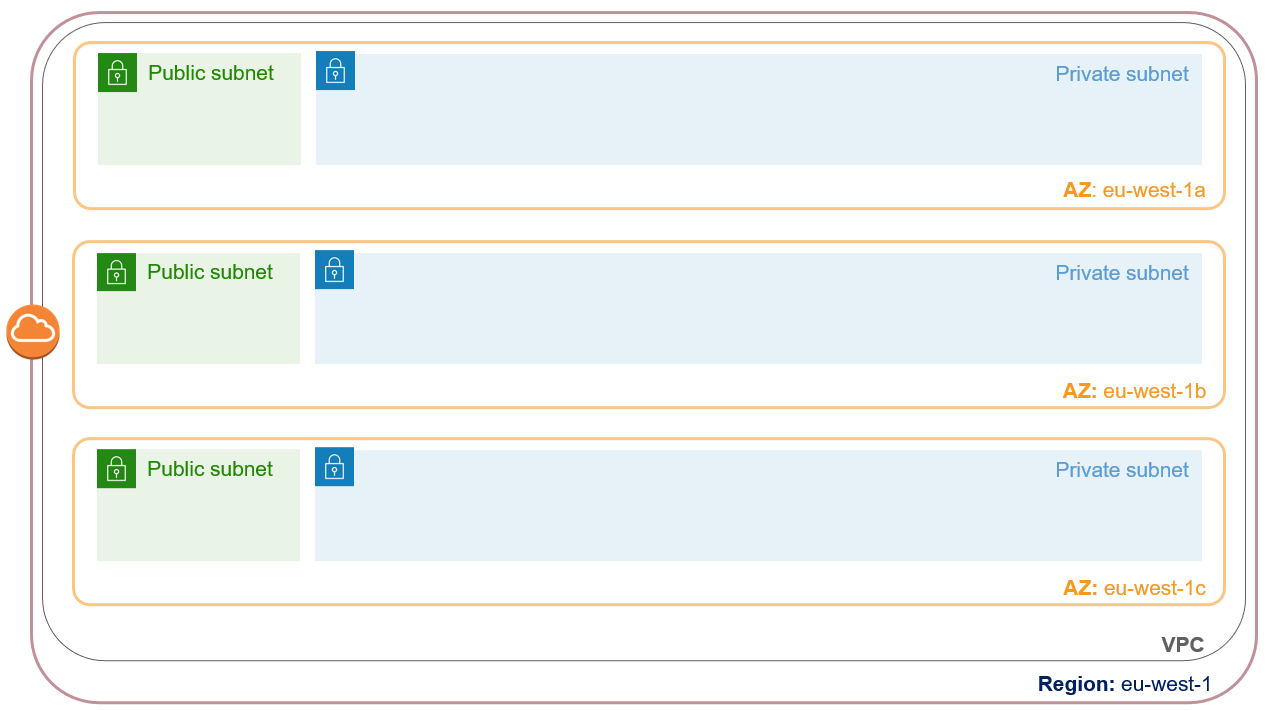 Public subnet
Private subnet
AZ: eu-west-1a
Public subnet
Private subnet
AZ: eu-west-1b
Public subnet
Private subnet
AZ: eu-west-1c
VPC
Region: eu-west-1